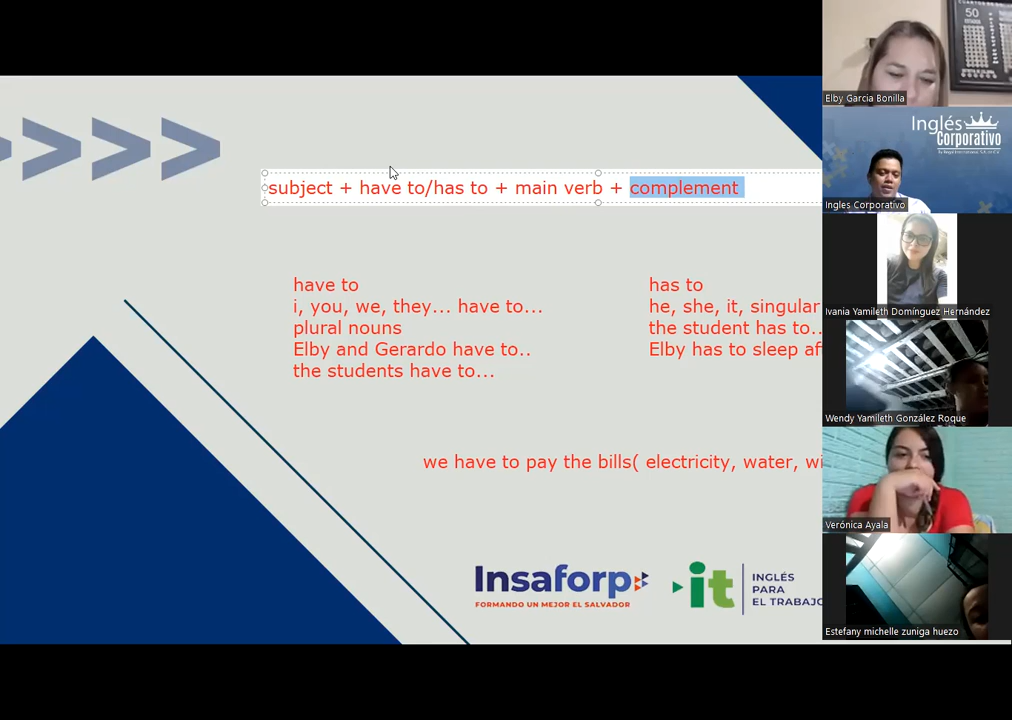 subject + have to/has to + main verb + complement
have to
i, you, we, they... have to...
plural nouns
Elby and Gerardo have to..
the students have to...
has to
he, she, it, singular
the student has to..
Elby has to sleep af
we have to pay the bills( electricity, water, wi
Insaforp
FORMANDO UN MEJOR EL SALVADOR
it
INGLÉS
PARA
EL TRABAJO
50
Elby Garcia Bonilla
Inglés
Corporativo
Ingles Corporativo
Ivania Yamileth Domínguez Hernández
Wendy Yamileth González Roque
Verónica Ayala
Estefany michelle zuniga huezo